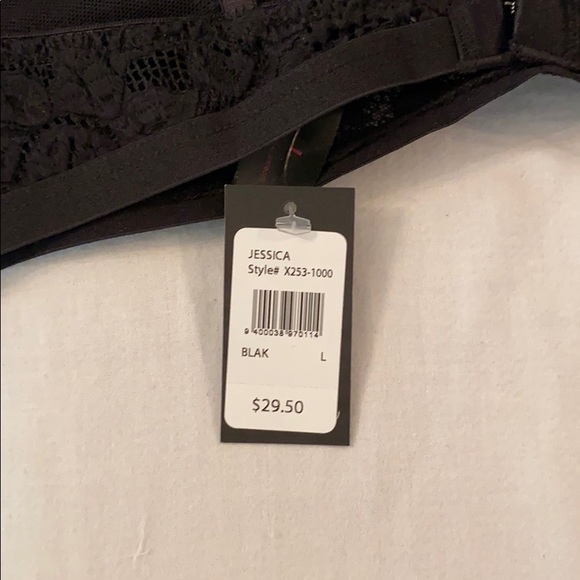 JESSICA
Style# X253-1000
9 400038 970114
BLAK L
$29.50